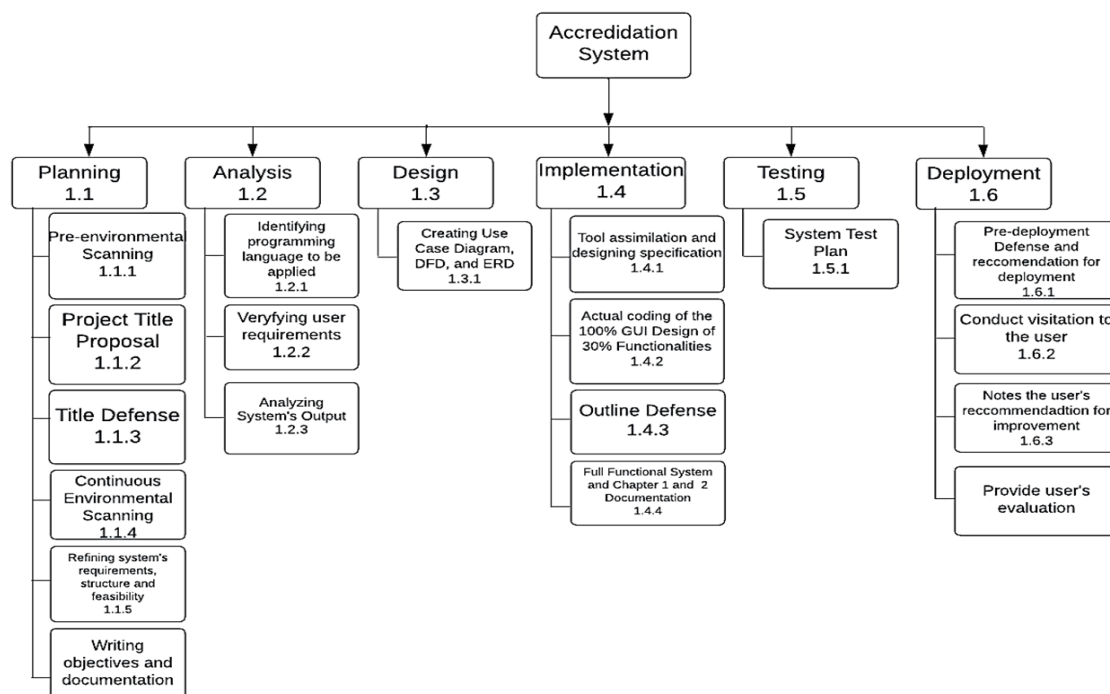 Accredidation
System
Planning
1.1
Pre-environmental
Scanning
1.1.1
Project Title
Proposal
1.1.2
Title Defense
1.1.3
Continuous
Environmental
Scanning
1.1.4
Refining system's
requirements,
structure and
feasibility
1.1.5
Writing
objectives and
documentation
Analysis
1.2
Identifying
programming
language to be
applied
1.2.1
Veryfying user
requirements
1.2.2
Analyzing
System's Output
1.2.3
Design
1.3
Creating Use
Case Diagram,
DFD, and ERD
1.3.1
Implementation
1.4
Tool assimilation and
designing specification
1.4.1
Actual coding of the
100% GUI Design of
30% Functionalities
1.4.2
Outline Defense
1.4.3
Full Functional System
and Chapter 1 and 2
Documentation
1.4.4
Testing
1.5
System Test
Plan
1.5.1
Deployment
1.6
Pre-deployment
Defense and
reccomendation for
deployment
1.6.1
Conduct visitation to
the user
1.6.2
Notes the user's
reccommendadtion for
improvement
1.6.3
Provide user's
evaluation